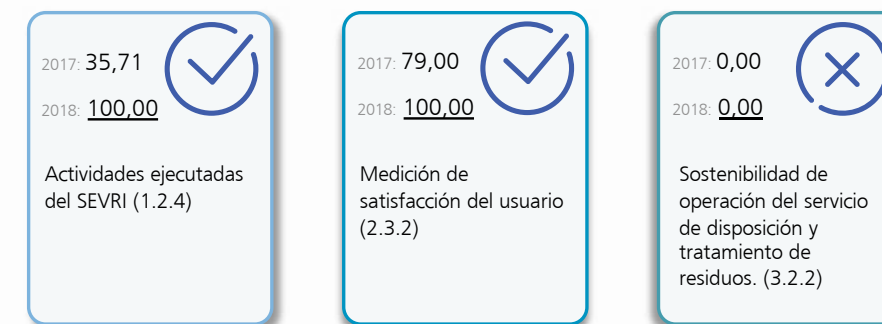 2017: 35,71
2018: 100,00
Actividades ejecutadas
del SEVRI (1.2.4)
2017: 79,00
2018: 100,00
Medición de
satisfacción del usuario
(2.3.2)
2017: 0,00
2018: 0,00
Sostenibilidad de
operación del servicio
de disposición y
tratamiento de
residuos. (3.2.2)